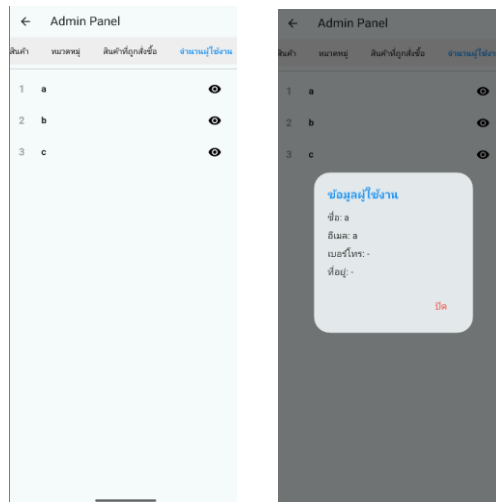 Admin Panel
สินค้า หมวดหมู่ สินค้าที่ถูกสั่งซื้อ จำนวนผู้ใช้งาน
1 a
2 b
3 c
Admin Panel
สินค้า หมวดหมู่ สินค้าที่ถูกสั่งซื้อ จำนวนผู้ใช้งาน
1 a
2 b
3 c
ข้อมูลผู้ใช้งาน
ชื่อ: a
อีเมล: a
เบอร์โทร: -
ที่อยู่: -
ปิด